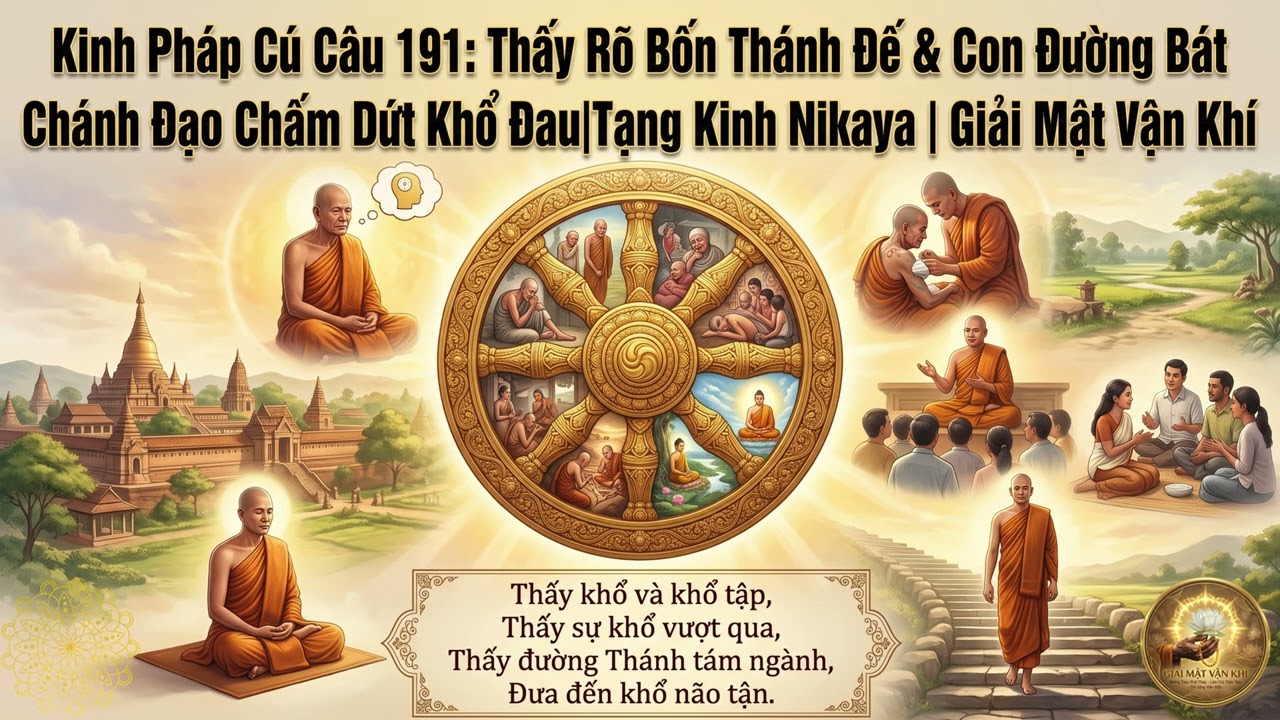 Kinh Pháp Cú Câu 191: Thấy Rõ Bốn Thánh Đế & Con Đường Bát
Chánh Đạo Chấm Dứt Khổ Đau|Tạng Kinh Nikaya | Giải Mật Vận Khí
Thấy khổ và khổ tập,
Thấy sự khổ vượt qua,
Thấy đường Thánh tám ngành,
Đưa đến khổ não tận.
GIẢI MẬT VẬN KHÍ